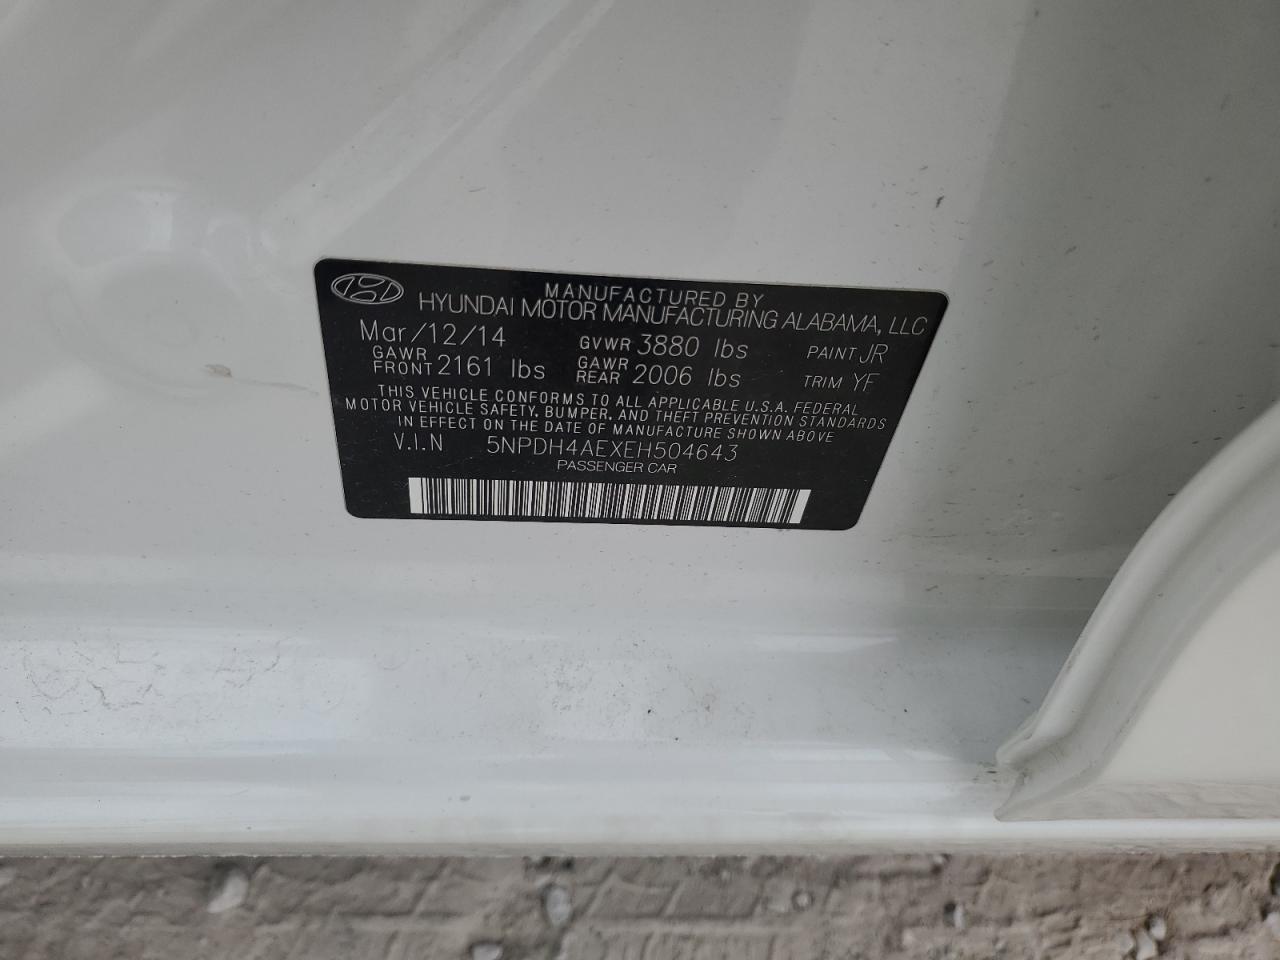 MANUFACTURED BY
HYUNDAI MOTOR MANUFACTURING ALABAMA, LLC
Mar/12/14 GVWR 3880 lbs PAINT JR
GAWR FRONT 2161 lbs GAWR REAR 2006 lbs TRIM YF
THIS VEHICLE CONFORMS TO ALL APPLICABLE U.S.A. FEDERAL
MOTOR VEHICLE SAFETY, BUMPER, AND THEFT PREVENTION STANDARDS
IN EFFECT ON THE DATE OF MANUFACTURE SHOWN ABOVE
V.I.N 5NPDH4AEXEH504643
PASSENGER CAR